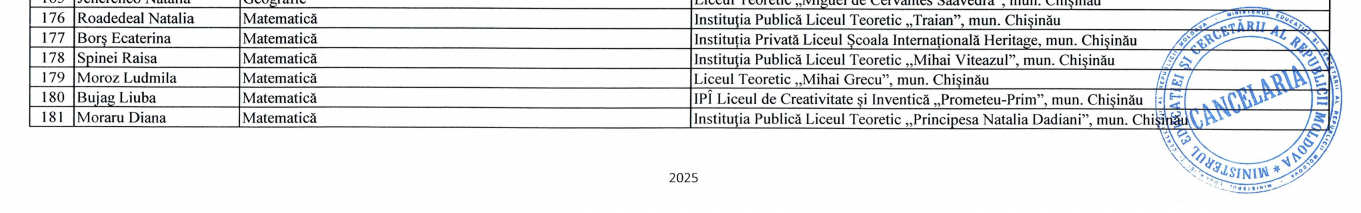 Geografie
176 Roadedeal Natalia Matematică Instituția Publică Liceul Teoretic „Traian”, mun. Chișinău
177 Borș Ecaterina Matematică Instituția Privată Liceul Școala Internațională Heritage, mun. Chișinău
178 Spinei Raisa Matematică Instituția Publică Liceul Teoretic „Mihai Viteazul”, mun. Chișinău
179 Moroz Ludmila Matematică Liceul Teoretic „Mihai Grecu”, mun. Chișinău
180 Bujag Liuba Matematică IPÎ Liceul de Creativitate și Inventică „Prometeu-Prim”, mun. Chișinău
181 Moraru Diana Matematică Instituția Publică Liceul Teoretic „Principesa Natalia Dadiani”, mun. Chișinău
MINISTERUL EDUCAȚIEI ȘI CERCETĂRII AL REPUBLICII MOLDOVA *
CANCELARIA
2025